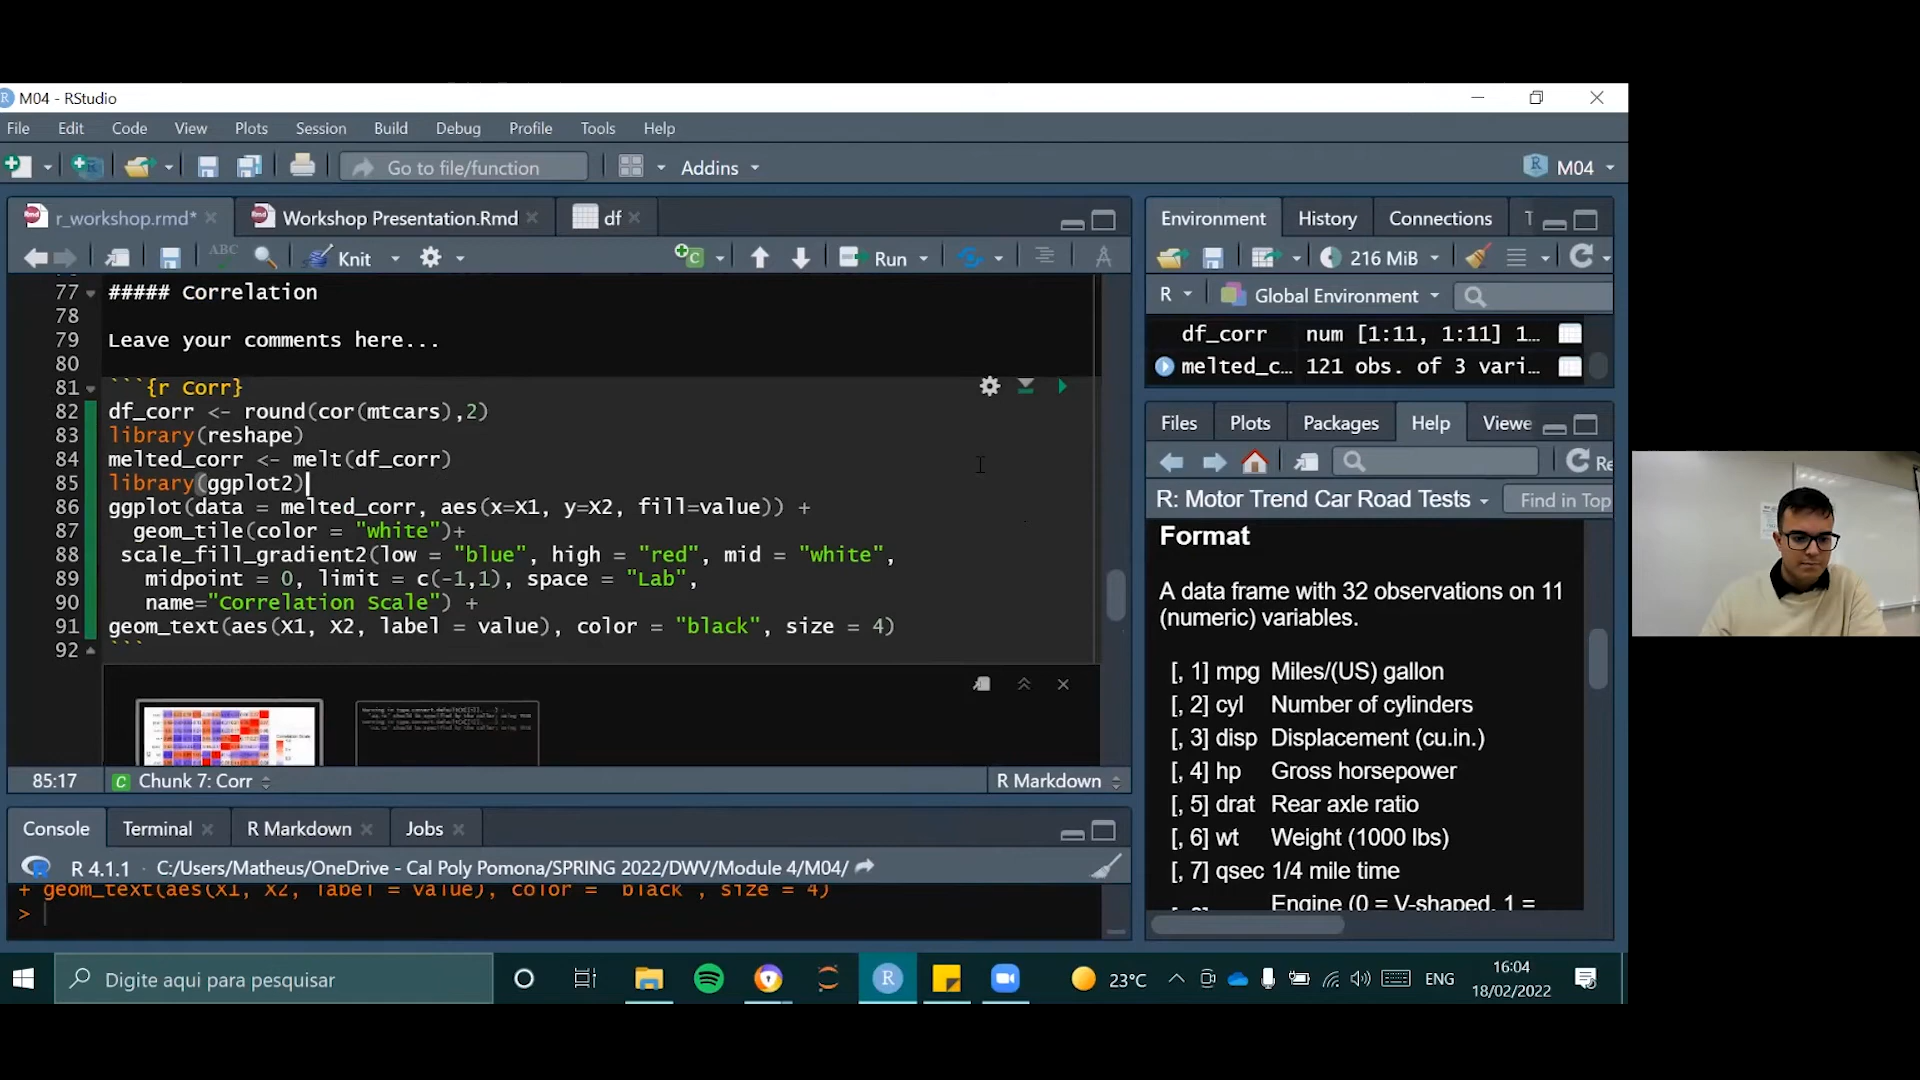 M04 - RStudio
File Edit Code View Plots Session Build Debug Profile Tools Help
Go to file/function Addins M04
r_workshop.rmd* Workshop Presentation.Rmd df
ABC Knit Run
77 ##### Correlation
78
79 Leave your comments here...
80
81 ```{r Corr}
82 df_corr <- round(cor(mtcars),2)
83 library(reshape)
84 melted_corr <- melt(df_corr)
85 library(ggplot2)
86 ggplot(data = melted_corr, aes(x=X1, y=X2, fill=value)) +
87 geom_tile(color = "white")+
88 scale_fill_gradient2(low = "blue", high = "red", mid = "white",
89 midpoint = 0, limit = c(-1,1), space = "Lab",
90 name="Correlation Scale") +
91 geom_text(aes(X1, X2, label = value), color = "black", size = 4)
92 ```
85:17 Chunk 7: Corr R Markdown
Console Terminal R Markdown Jobs
R 4.1.1 · C:/Users/Matheus/OneDrive - Cal Poly Pomona/SPRING 2022/DWV/Module 4/M04/
+ geom_text(aes(X1, X2, label = value), color = "black", size = 4)
>
Environment History Connections T
216 MiB
R Global Environment
df_corr num [1:11, 1:11] 1...
melted_c... 121 obs. of 3 vari...
Files Plots Packages Help Viewe
Re
R: Motor Trend Car Road Tests Find in Top
Format
A data frame with 32 observations on 11
(numeric) variables.
[, 1] mpg Miles/(US) gallon
[, 2] cyl Number of cylinders
[, 3] disp Displacement (cu.in.)
[, 4] hp Gross horsepower
[, 5] drat Rear axle ratio
[, 6] wt Weight (1000 lbs)
[, 7] qsec 1/4 mile time
Engine (0 = V-shaped, 1 =
Digite aqui para pesquisar
23°C ENG
16:04
18/02/2022